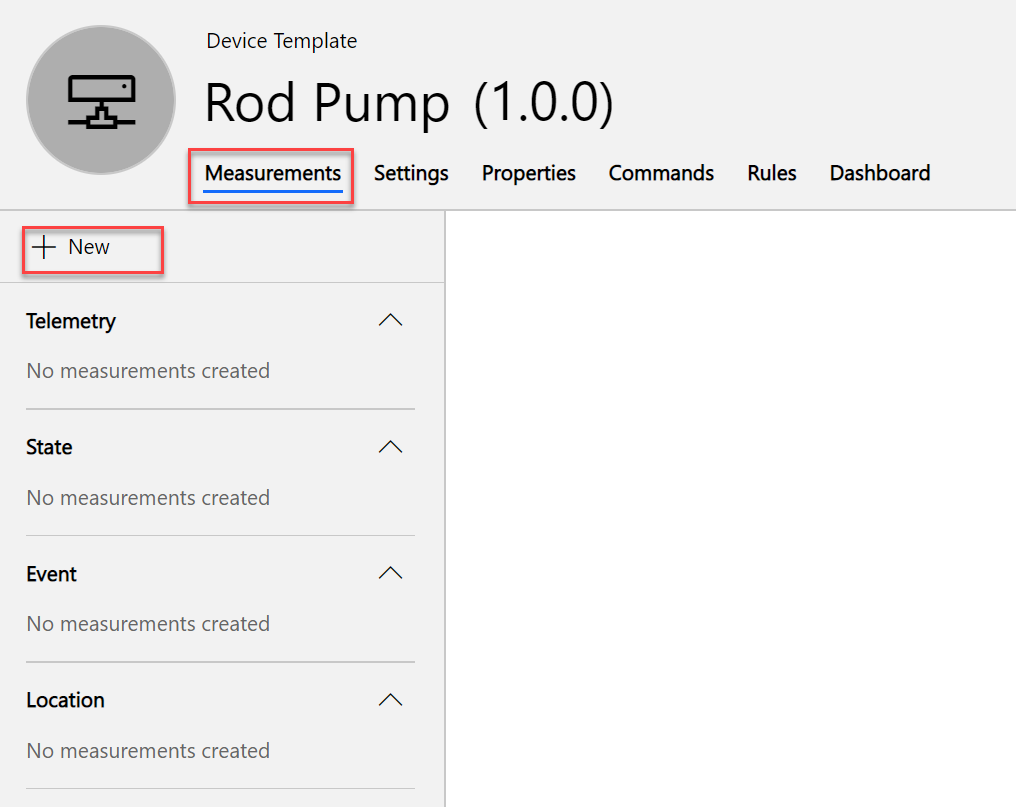 Device Template
Rod Pump (1.0.0)
Measurements Settings Properties Commands Rules Dashboard
New
Telemetry
No measurements created
State
No measurements created
Event
No measurements created
Location
No measurements created